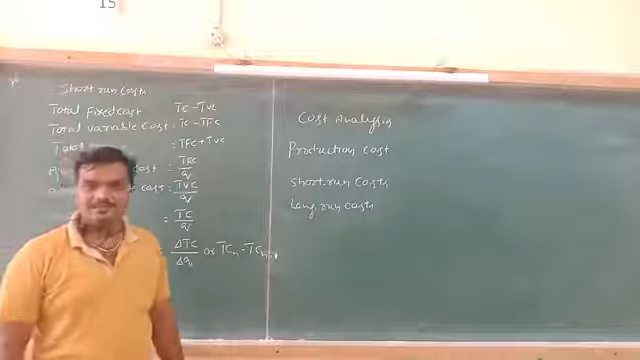 15
Short run costs
Total Fixed cost TC - TVC
Total variable cost = TC - TFC
Total = TFC + TVC
cost = TFC/q
cost = TVC/q
= TC/q
= ΔTC/Δq or TCn - TCn-1
Cost Analysis
Production cost
Short-run Costs
Long-run costs